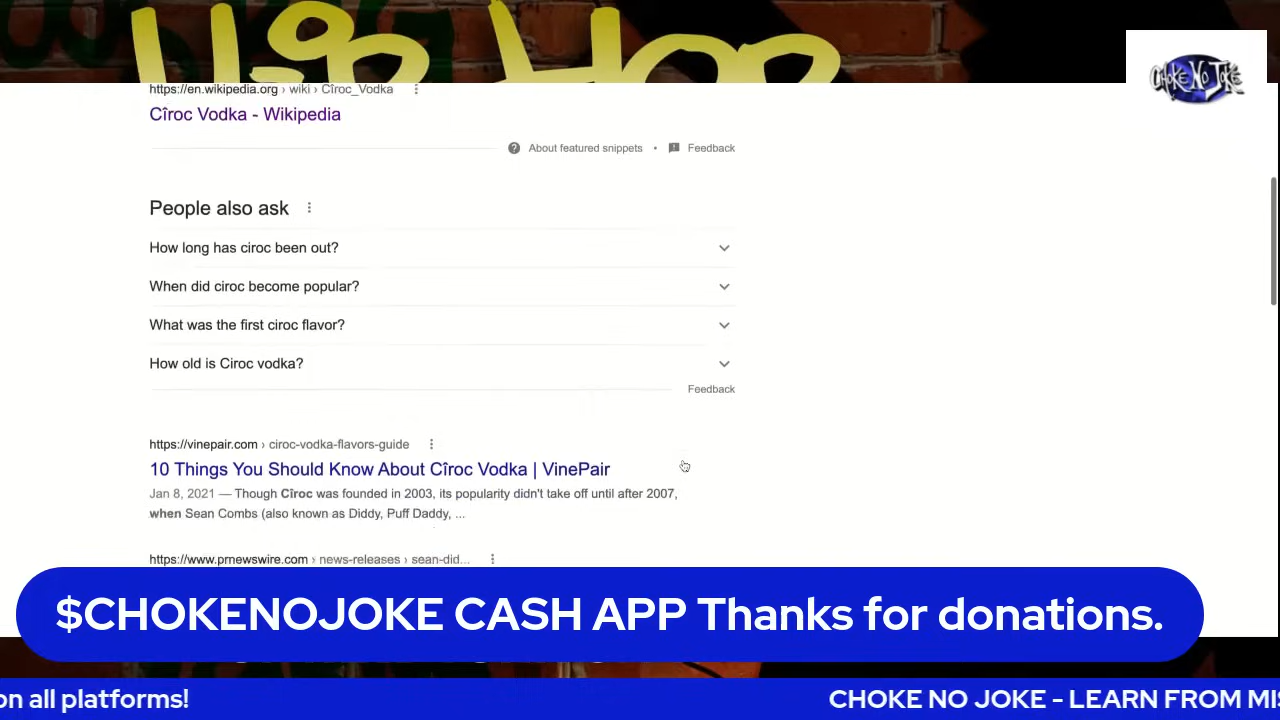 Hip Hop
CHOKE NO JOKE
https://en.wikipedia.org › wiki › Cîroc_Vodka
Cîroc Vodka - Wikipedia
About featured snippets • Feedback
People also ask
How long has ciroc been out?
When did ciroc become popular?
What was the first ciroc flavor?
How old is Ciroc vodka?
Feedback
https://vinepair.com › ciroc-vodka-flavors-guide
10 Things You Should Know About Cîroc Vodka | VinePair
Jan 8, 2021 — Though Cîroc was founded in 2003, its popularity didn't take off until after 2007,
when Sean Combs (also known as Diddy, Puff Daddy, ...
https://www.prnewswire.com › news-releases › sean-did...
$CHOKENOJOKE CASH APP Thanks for donations.
on all platforms! CHOKE NO JOKE - LEARN FROM MIS